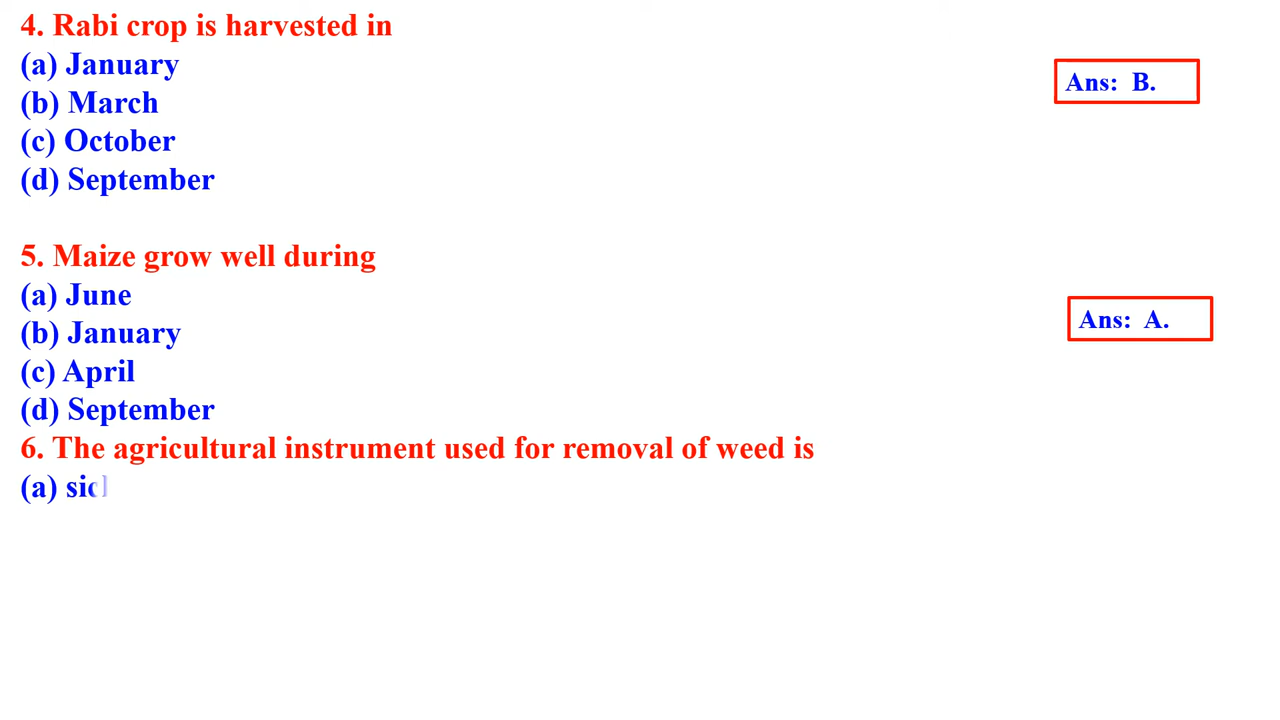 4. Rabi crop is harvested in
(a) January
Ans: B.
(b) March
(c) October
(d) September
5. Maize grow well during
(a) June
Ans: A.
(b) January
(c) April
(d) September
6. The agricultural instrument used for removal of weed is
(a)